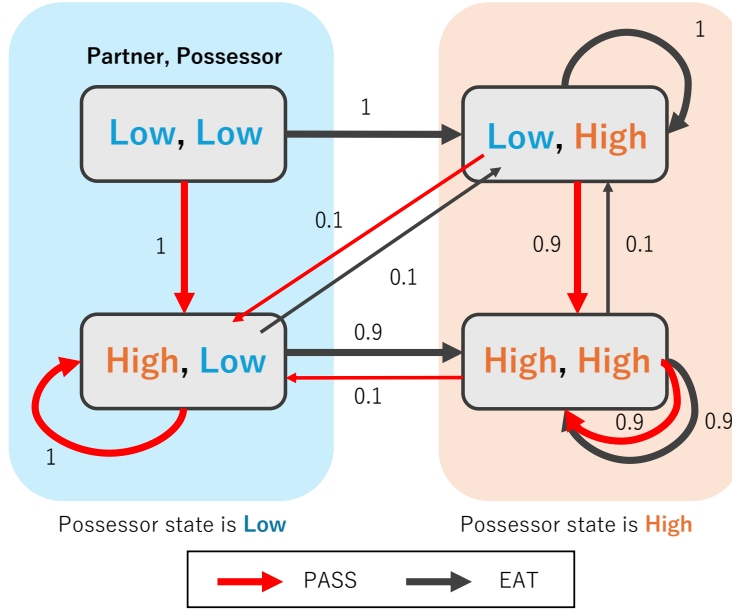 Partner, Possessor
1
Low, Low
1
Low, High
0.1
1
0.9
0.1
0.1
High, Low
0.9
High, High
0.1
0.9
0.9
1
Possessor state is Low
Possessor state is High
PASS
EAT